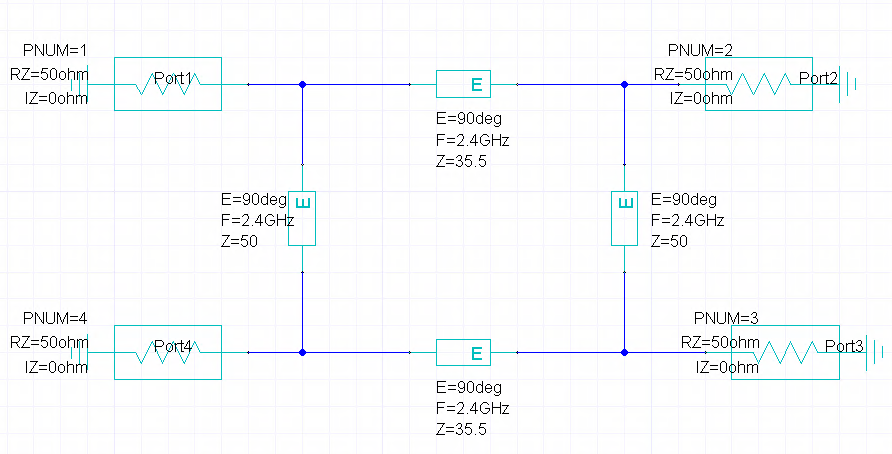 PNUM=1
RZ=50ohm
IZ=0ohm
Port1
E
E=90deg
F=2.4GHz
Z=35.5
PNUM=2
RZ=50ohm
IZ=0ohm
Port2
E=90deg
F=2.4GHz
Z=50
E
E
E=90deg
F=2.4GHz
Z=50
PNUM=4
RZ=50ohm
IZ=0ohm
Port4
E
E=90deg
F=2.4GHz
Z=35.5
PNUM=3
RZ=50ohm
IZ=0ohm
Port3